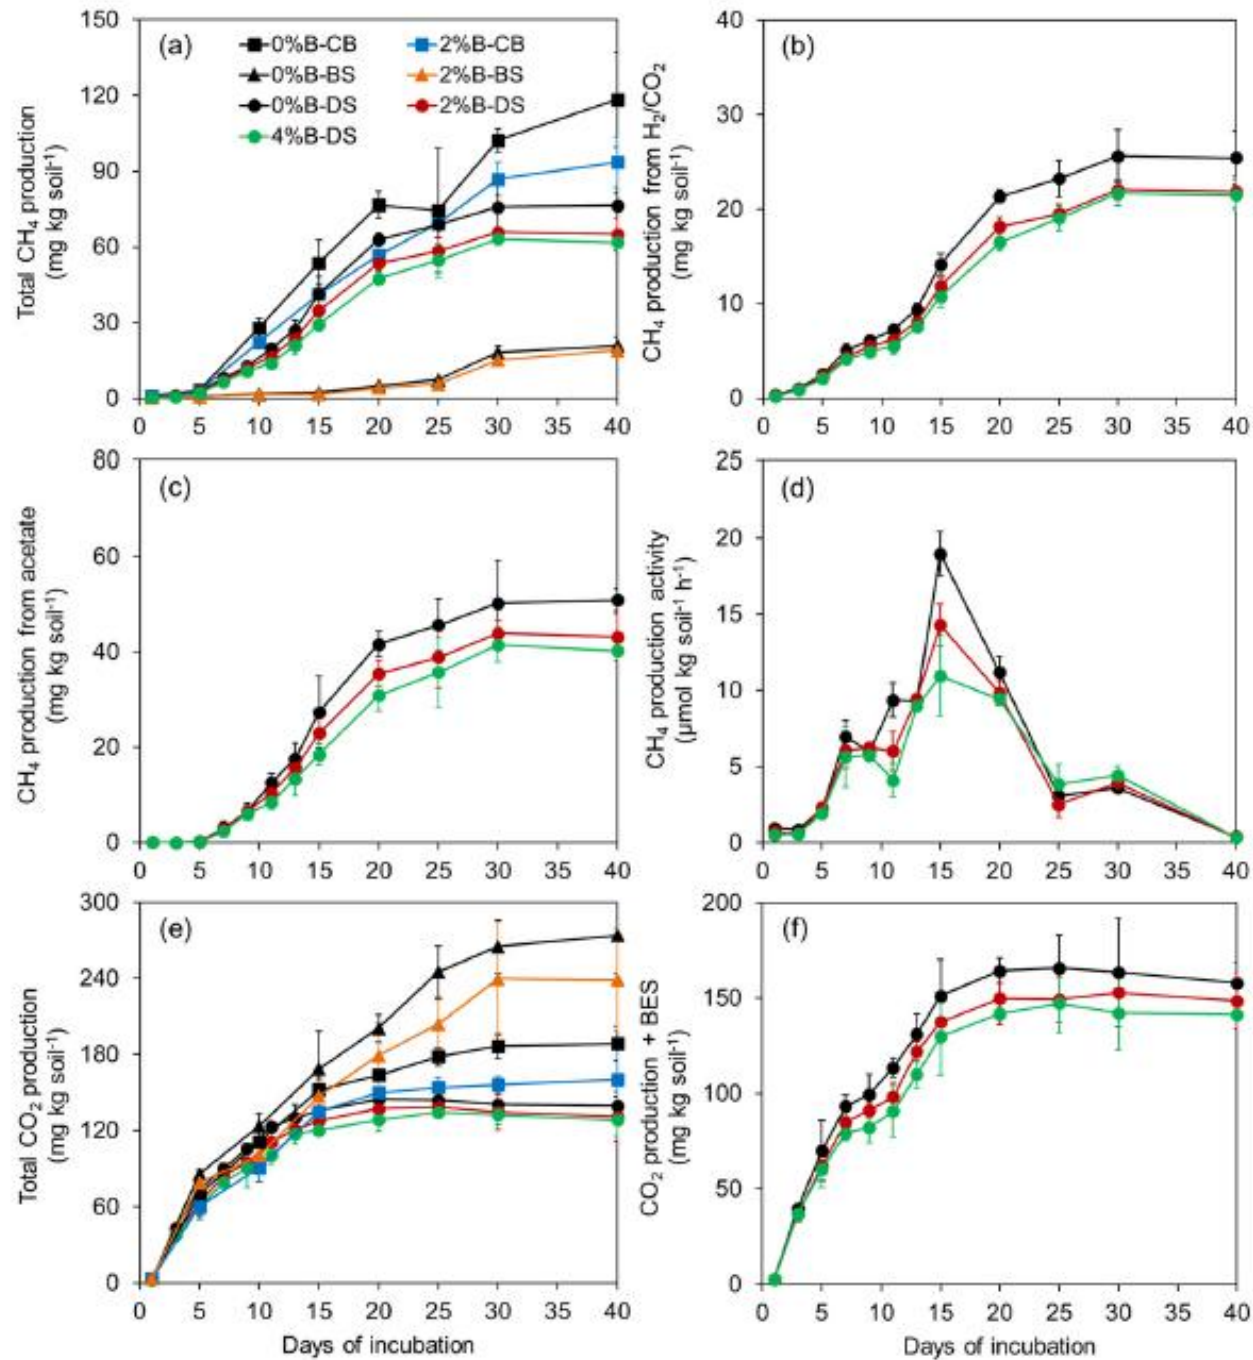 (a)
0%B-CB 2%B-CB
0%B-BS 2%B-BS
0%B-DS 2%B-DS
4%B-DS
Total CH₄ production
(mg kg soil⁻¹)
150
120
90
60
30
0
0 5 10 15 20 25 30 40
(b)
CH₄ production from H₂/CO₂
(mg kg soil⁻¹)
40
30
20
10
0
0 5 10 15 20 25 30 40
(c)
CH₄ production from acetate
(mg kg soil⁻¹)
80
60
40
20
0
0 5 10 15 20 25 30 40
(d)
CH₄ production activity
(μmol kg soil⁻¹ h⁻¹)
25
20
15
10
5
0
0 5 10 15 20 25 30 40
(e)
Total CO₂ production
(mg kg soil⁻¹)
300
240
180
120
60
0
0 5 10 15 20 25 30 40
Days of incubation
(f)
CO₂ production + BES
(mg kg soil⁻¹)
200
150
100
50
0
0 5 10 15 20 25 30 40
Days of incubation